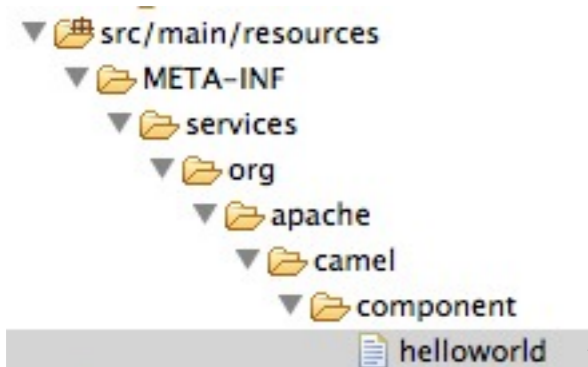 src/main/resources
META-INF
services
org
apache
camel
component
helloworld